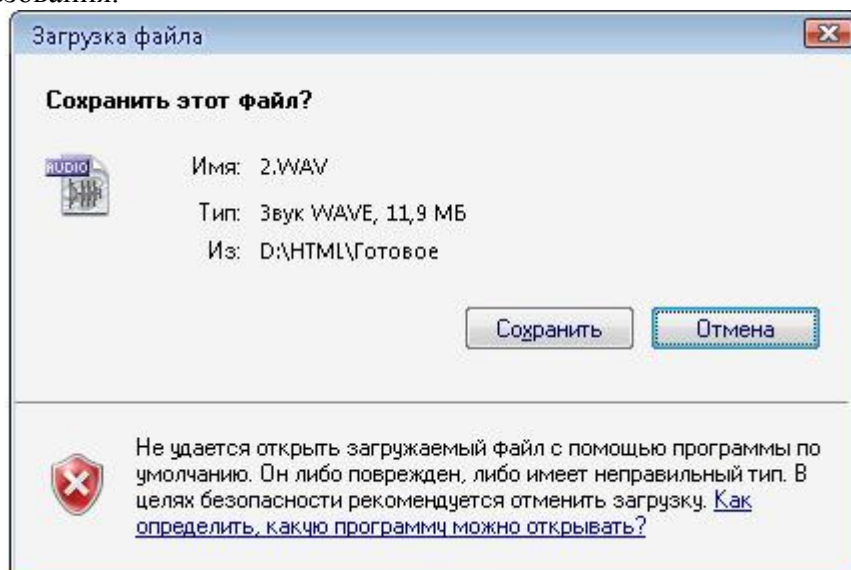 Загрузка файла
Сохранить этот файл?
AUDIO
Имя: 2.WAV
Тип: Звук WAVE, 11,9 МБ
Из: D:\HTML\Готовое
Сохранить Отмена
Не удается открыть загружаемый файл с помощью программы по
умолчанию. Он либо поврежден, либо имеет неправильный тип. В
целях безопасности рекомендуется отменить загрузку. Как
определить, какую программу можно открывать?